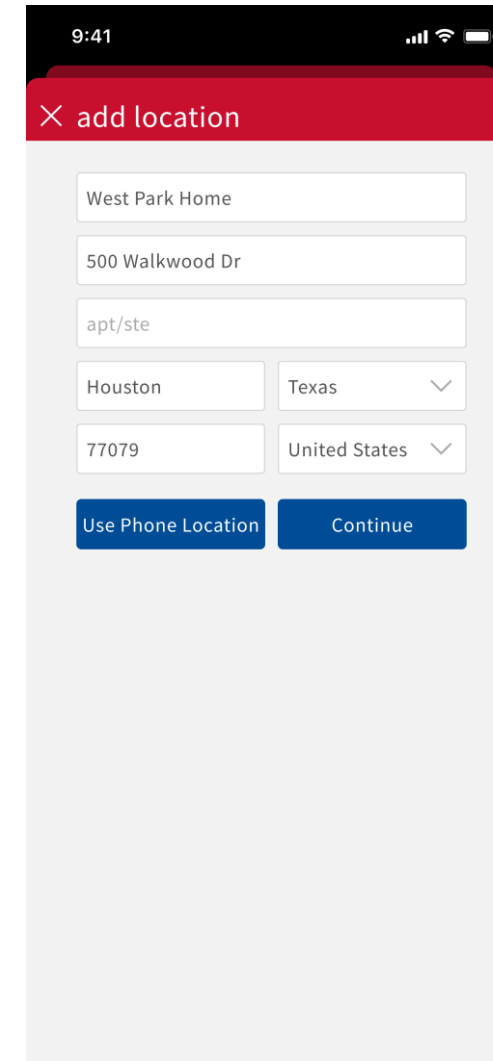 9:41
add location
West Park Home
500 Walkwood Dr
apt/ste
Houston Texas
77079 United States
Use Phone Location Continue